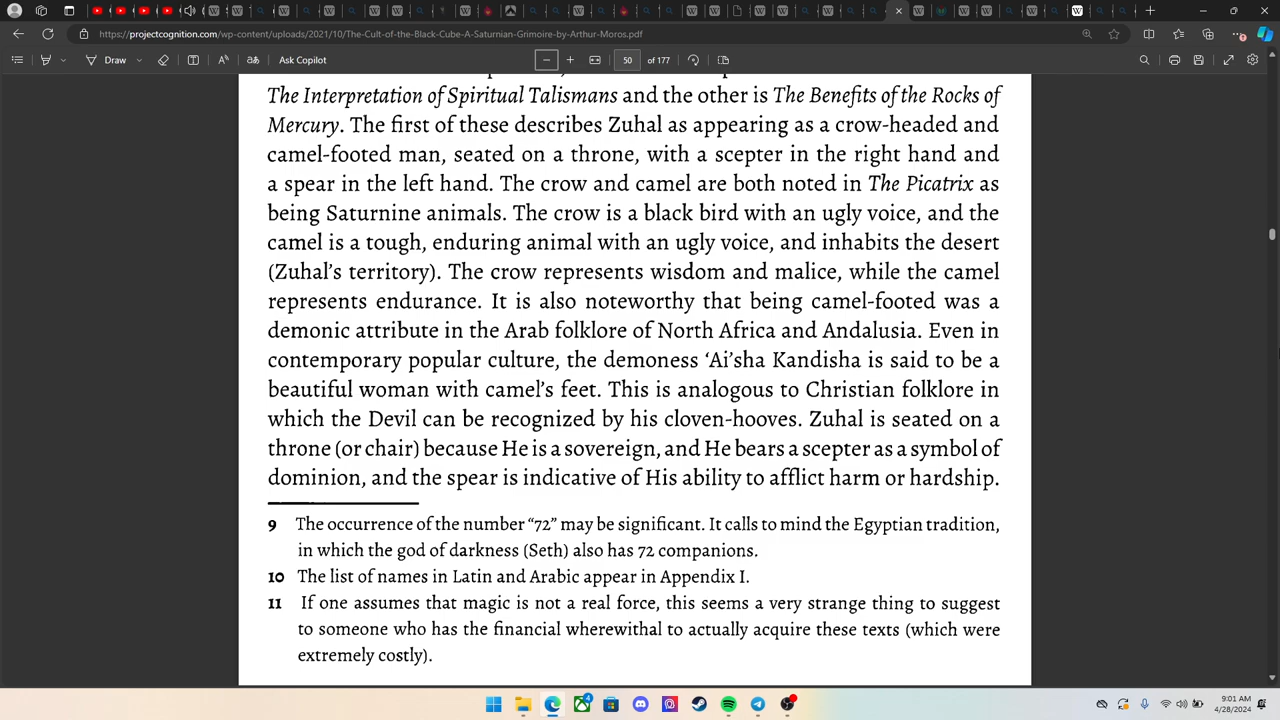 https://projectcognition.com/wp-content/uploads/2021/10/The-Cult-of-the-Black-Cube-A-Saturnian-Grimoire-by-Arthur-Moros.pdf
Draw
Ask Copilot
50 of 177
The Interpretation of Spiritual Talismans and the other is The Benefits of the Rocks of
Mercury. The first of these describes Zuhal as appearing as a crow-headed and
camel-footed man, seated on a throne, with a scepter in the right hand and
a spear in the left hand. The crow and camel are both noted in The Picatrix as
being Saturnine animals. The crow is a black bird with an ugly voice, and the
camel is a tough, enduring animal with an ugly voice, and inhabits the desert
(Zuhal’s territory). The crow represents wisdom and malice, while the camel
represents endurance. It is also noteworthy that being camel-footed was a
demonic attribute in the Arab folklore of North Africa and Andalusia. Even in
contemporary popular culture, the demoness ‘Ai’sha Kandisha is said to be a
beautiful woman with camel’s feet. This is analogous to Christian folklore in
which the Devil can be recognized by his cloven-hooves. Zuhal is seated on a
throne (or chair) because He is a sovereign, and He bears a scepter as a symbol of
dominion, and the spear is indicative of His ability to afflict harm or hardship.
9 The occurrence of the number “72” may be significant. It calls to mind the Egyptian tradition,
in which the god of darkness (Seth) also has 72 companions.
10 The list of names in Latin and Arabic appear in Appendix I.
11 If one assumes that magic is not a real force, this seems a very strange thing to suggest
to someone who has the financial wherewithal to actually acquire these texts (which were
extremely costly).
9:01 AM
4/28/2024